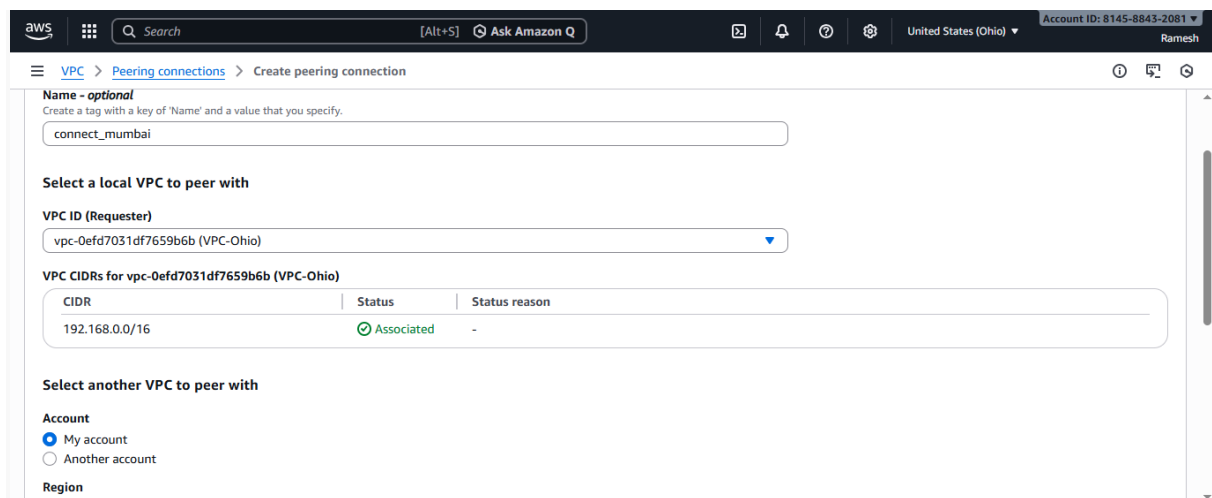 aws Search [Alt+S] Ask Amazon Q United States (Ohio) ▼ Account ID: 8145-8843-2081 ▼
Ramesh
VPC > Peering connections > Create peering connection
Name - optional
Create a tag with a key of 'Name' and a value that you specify.
connect_mumbai
Select a local VPC to peer with
VPC ID (Requester)
vpc-0efd7031df7659b6b (VPC-Ohio)
VPC CIDRs for vpc-0efd7031df7659b6b (VPC-Ohio)
CIDR Status Status reason
192.168.0.0/16 Associated -
Select another VPC to peer with
Account
My account
Another account
Region